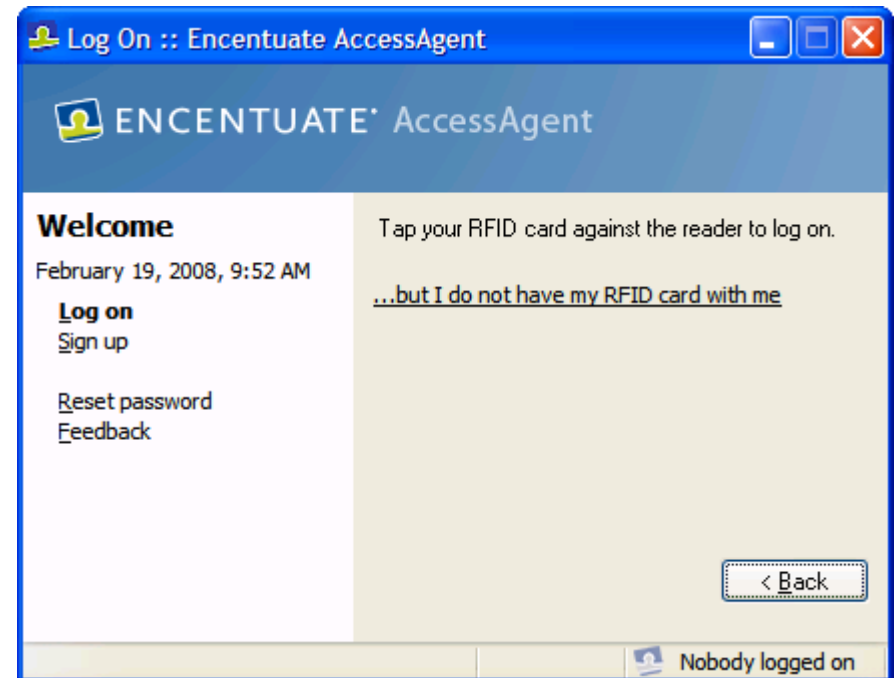 Log On :: Encentuate AccessAgent
ENCENTUATE AccessAgent
Welcome
February 19, 2008, 9:52 AM
Log on
Sign up
Reset password
Feedback
Tap your RFID card against the reader to log on.
...but I do not have my RFID card with me
< Back
Nobody logged on